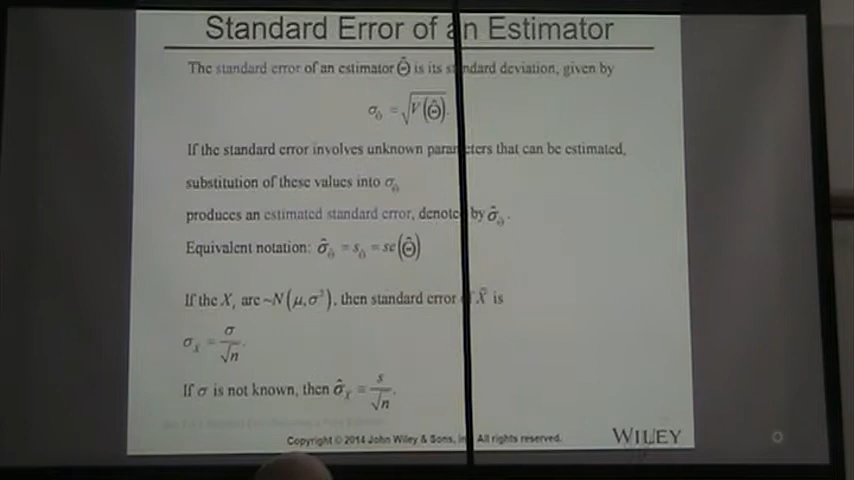 Standard Error of an Estimator
The standard error of an estimator Θ̂ is its standard deviation, given by
σ_Θ̂ = √V(Θ̂).
If the standard error involves unknown parameters that can be estimated,
substitution of these values into σ_Θ̂
produces an estimated standard error, denoted by σ̂_Θ̂.
Equivalent notation: σ̂_Θ̂ = s_Θ̂ = se(Θ̂)
If the X_i are ~N(μ, σ²), then standard error of X̄ is
σ_X̄ = σ/√n.
If σ is not known, then σ̂_X̄ = s/√n.
Copyright © 2014 John Wiley & Sons, Inc. All rights reserved.
WILEY